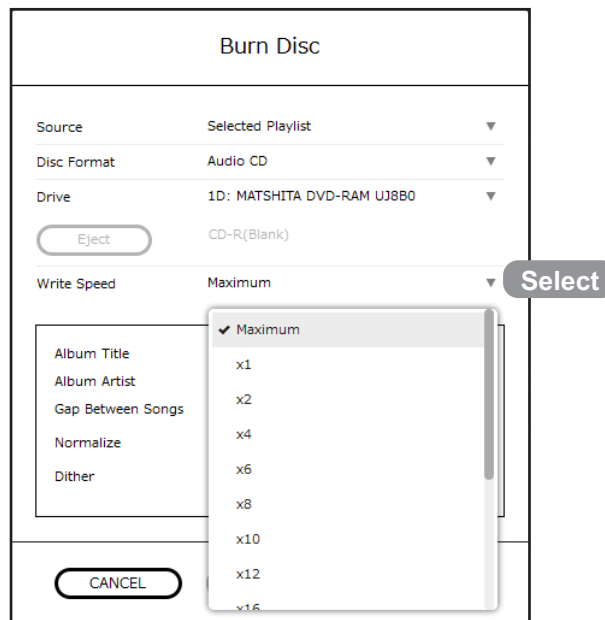 Burn Disc
Source Selected Playlist ▼
Disc Format Audio CD ▼
Drive 1D: MATSHITA DVD-RAM UJ8B0 ▼
Eject CD-R(Blank)
Write Speed Maximum ▼ Select
✔ Maximum
Album Title
x1
Album Artist
x2
Gap Between Songs
x4
Normalize
x6
Dither
x8
x10
CANCEL x12
x16